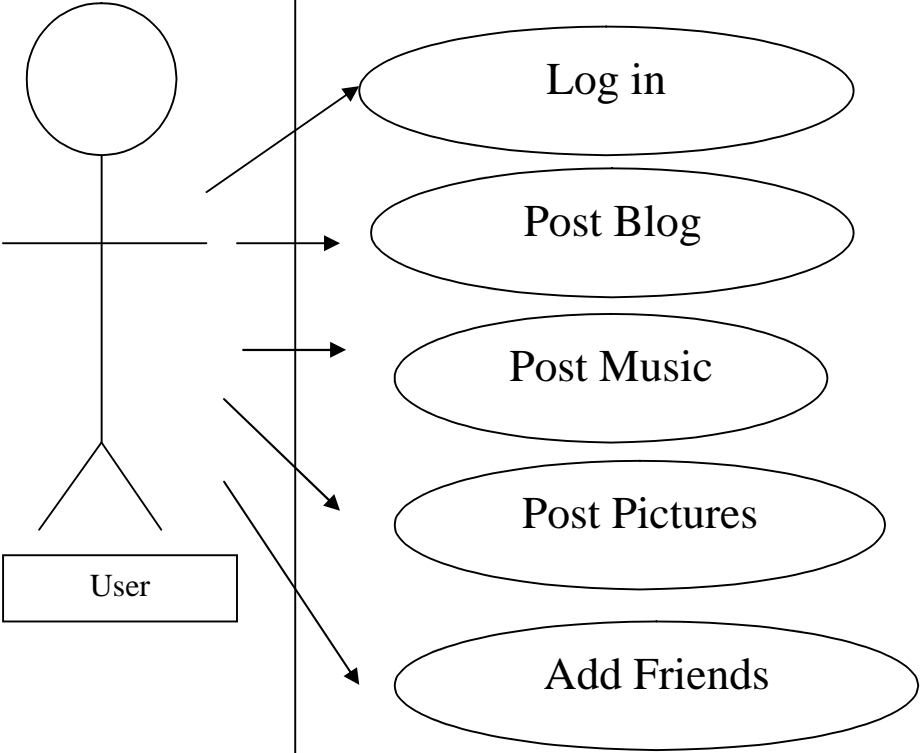 Log in
Post Blog
Post Music
Post Pictures
User
Add Friends